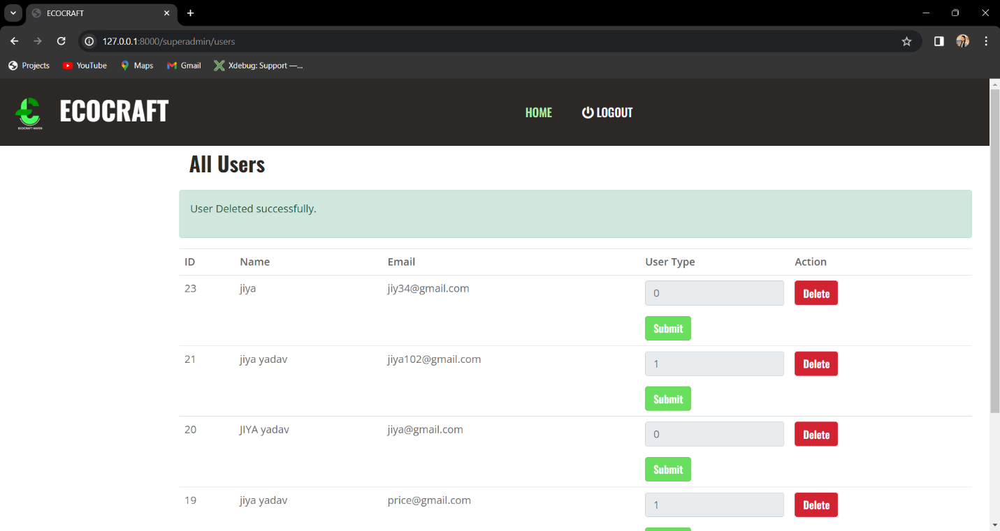 ECOCRAFT
127.0.0.1:8000/superadmin/users
Projects YouTube Maps Gmail Xdebug: Support —...
ECOCRAFT HAVEN
ECOCRAFT HOME LOGOUT
All Users
User Deleted successfully.
ID Name Email User Type Action
23 jiya jiy34@gmail.com 0 Delete
Submit
21 jiya yadav jiya102@gmail.com 1 Delete
Submit
20 JIYA yadav jiya@gmail.com 0 Delete
Submit
19 jiya yadav price@gmail.com 1 Delete